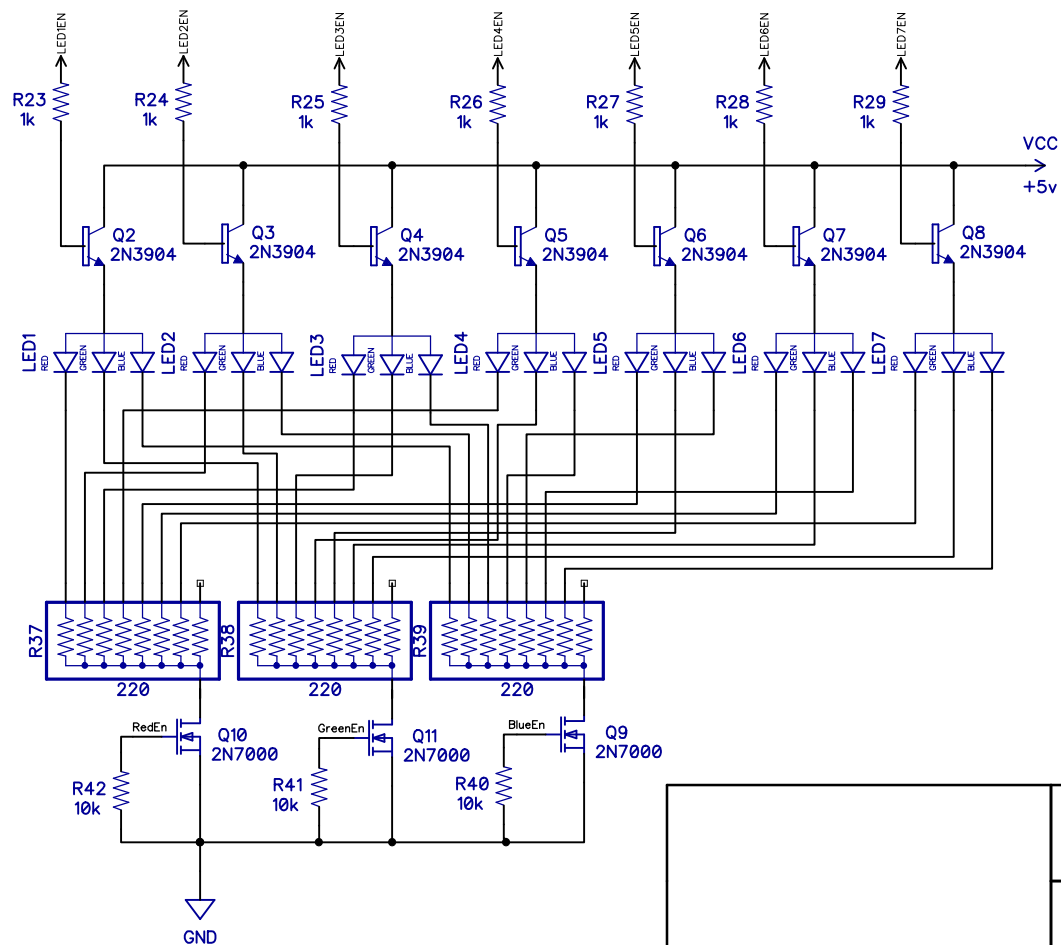 LED1EN
LED2EN
LED3EN
LED4EN
LED5EN
LED6EN
LED7EN
R23
1k
R24
1k
R25
1k
R26
1k
R27
1k
R28
1k
R29
1k
VCC
+5v
Q2
2N3904
Q3
2N3904
Q4
2N3904
Q5
2N3904
Q6
2N3904
Q7
2N3904
Q8
2N3904
LED1
RED
GREEN
BLUE
LED2
RED
GREEN
BLUE
LED3
RED
GREEN
BLUE
LED4
RED
GREEN
BLUE
LED5
RED
GREEN
BLUE
LED6
RED
GREEN
BLUE
LED7
RED
GREEN
BLUE
R37
220
R38
220
R39
220
RedEn
Q10
2N7000
GreenEn
Q11
2N7000
BlueEn
Q9
2N7000
R42
10k
R41
10k
R40
10k
GND